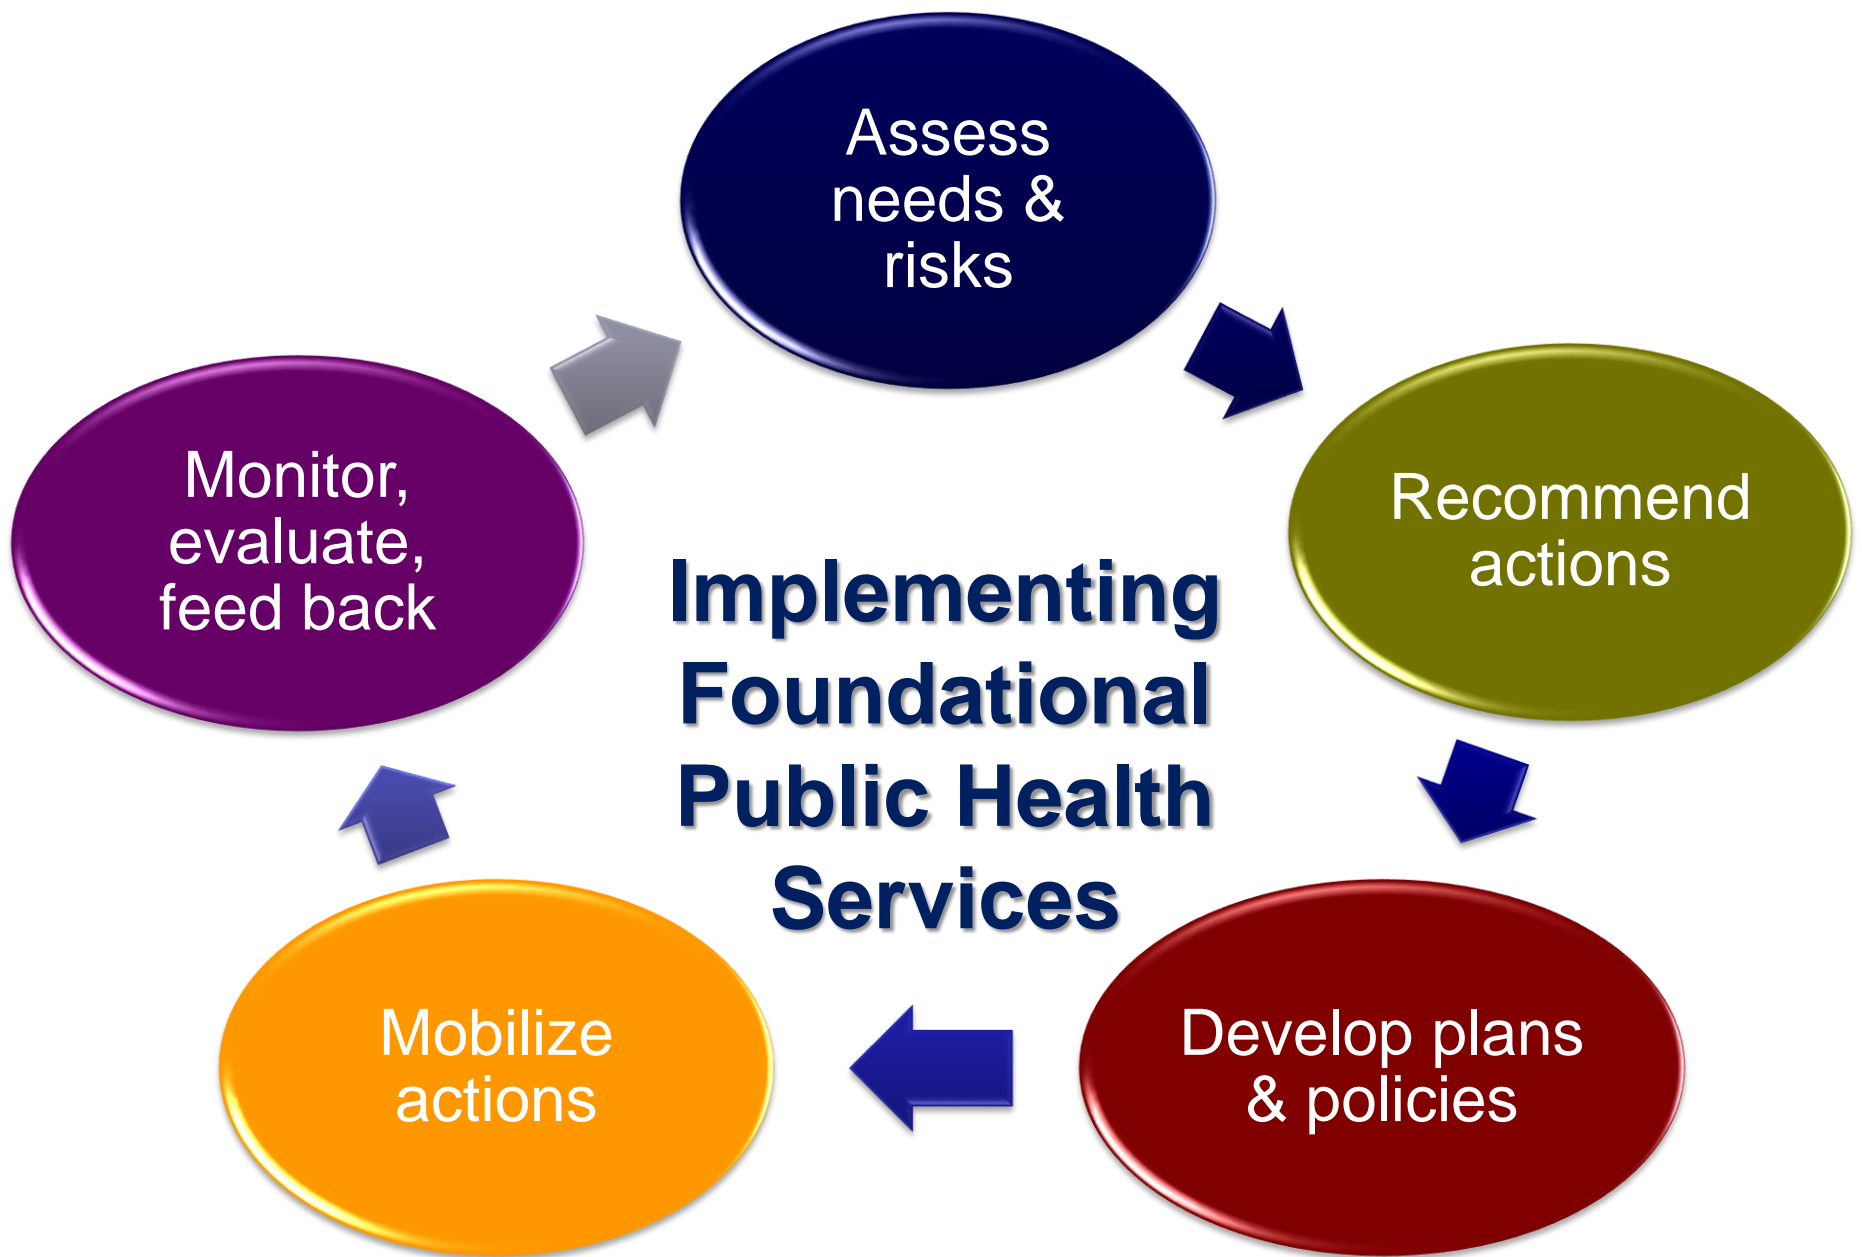 Assess
needs &
risks
Recommend
actions
Develop plans
& policies
Mobilize
actions
Monitor,
evaluate,
feed back
Implementing
Foundational
Public Health
Services